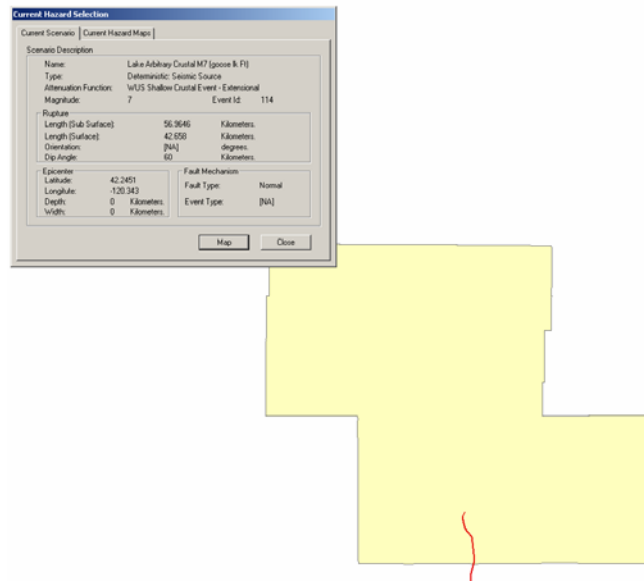 Current Hazard Selection
Current Scenario | Current Hazard Maps
Scenario Description
Name: Lake Arbitrary Crustal M7 (goose lk Ft)
Type: Deterministic: Seismic Source
Attenuation Function: WUS Shallow Crustal Event - Extensional
Magnitude: 7 Event Id: 114
Rupture
Length (Sub Surface): 56.9646 Kilometers.
Length (Surface): 42.658 Kilometers.
Orientation: [NA] degrees.
Dip Angle: 60 Kilometers.
Epicenter
Latitude: 42.2451
Longitute: -120.343
Depth: 0 Kilometers.
Width: 0 Kilometers.
Fault Mechanism
Fault Type: Normal
Event Type: [NA]
Map Close